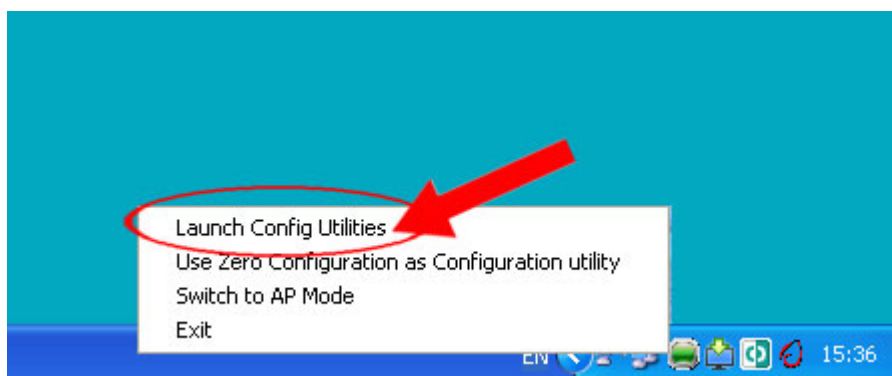 Launch Config Utilities
Use Zero Configuration as Configuration utility
Switch to AP Mode
Exit
EN 15:36